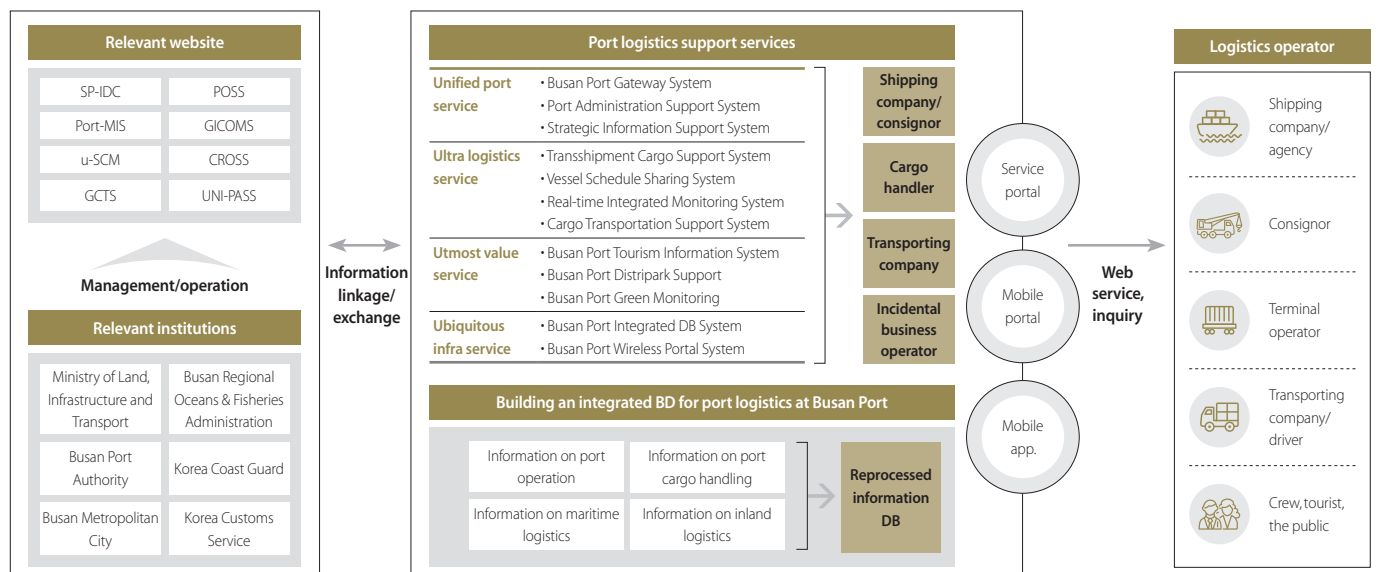 Relevant website
SP-IDC
POSS
Port-MIS
GICOMS
u-SCM
CROSS
GCTS
UNI-PASS
Management/operation
Relevant institutions
Ministry of Land,
Infrastructure and
Transport
Busan Regional
Oceans & Fisheries
Administration
Busan Port
Authority
Korea Coast Guard
Busan Metropolitan
City
Korea Customs
Service
Information
linkage/
exchange
Port logistics support services
Unified port
service
• Busan Port Gateway System
• Port Administration Support System
• Strategic Information Support System
Ultra logistics
service
• Transshipment Cargo Support System
• Vessel Schedule Sharing System
• Real-time Integrated Monitoring System
• Cargo Transportation Support System
Utmost value
service
• Busan Port Tourism Information System
• Busan Port Distripark Support
• Busan Port Green Monitoring
Ubiquitous
infra service
• Busan Port Integrated DB System
• Busan Port Wireless Portal System
Shipping
company/
consignor
Cargo
handler
Transporting
company
Incidental
business
operator
Building an integrated BD for port logistics at Busan Port
Information on port
operation
Information on port
cargo handling
Information on maritime
logistics
Information on inland
logistics
Reprocessed
information
DB
Service
portal
Mobile
portal
Mobile
app.
Web
service,
inquiry
Logistics operator
Shipping
company/
agency
Consignor
Terminal
operator
Transporting
company/
driver
Crew, tourist,
the public